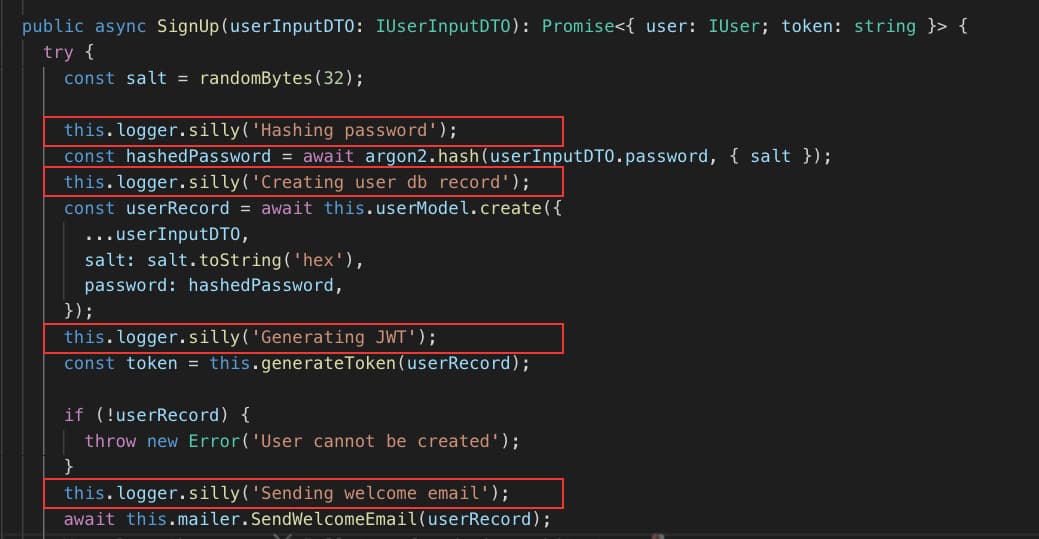 public async SignUp(userInputDTO: IUserInputDTO): Promise<{ user: IUser; token: string }> {
try {
const salt = randomBytes(32);
this.logger.silly('Hashing password');
const hashedPassword = await argon2.hash(userInputDTO.password, { salt });
this.logger.silly('Creating user db record');
const userRecord = await this.userModel.create({
...userInputDTO,
salt: salt.toString('hex'),
password: hashedPassword,
});
this.logger.silly('Generating JWT');
const token = this.generateToken(userRecord);
if (!userRecord) {
throw new Error('User cannot be created');
}
this.logger.silly('Sending welcome email');
await this.mailer.SendWelcomeEmail(userRecord);